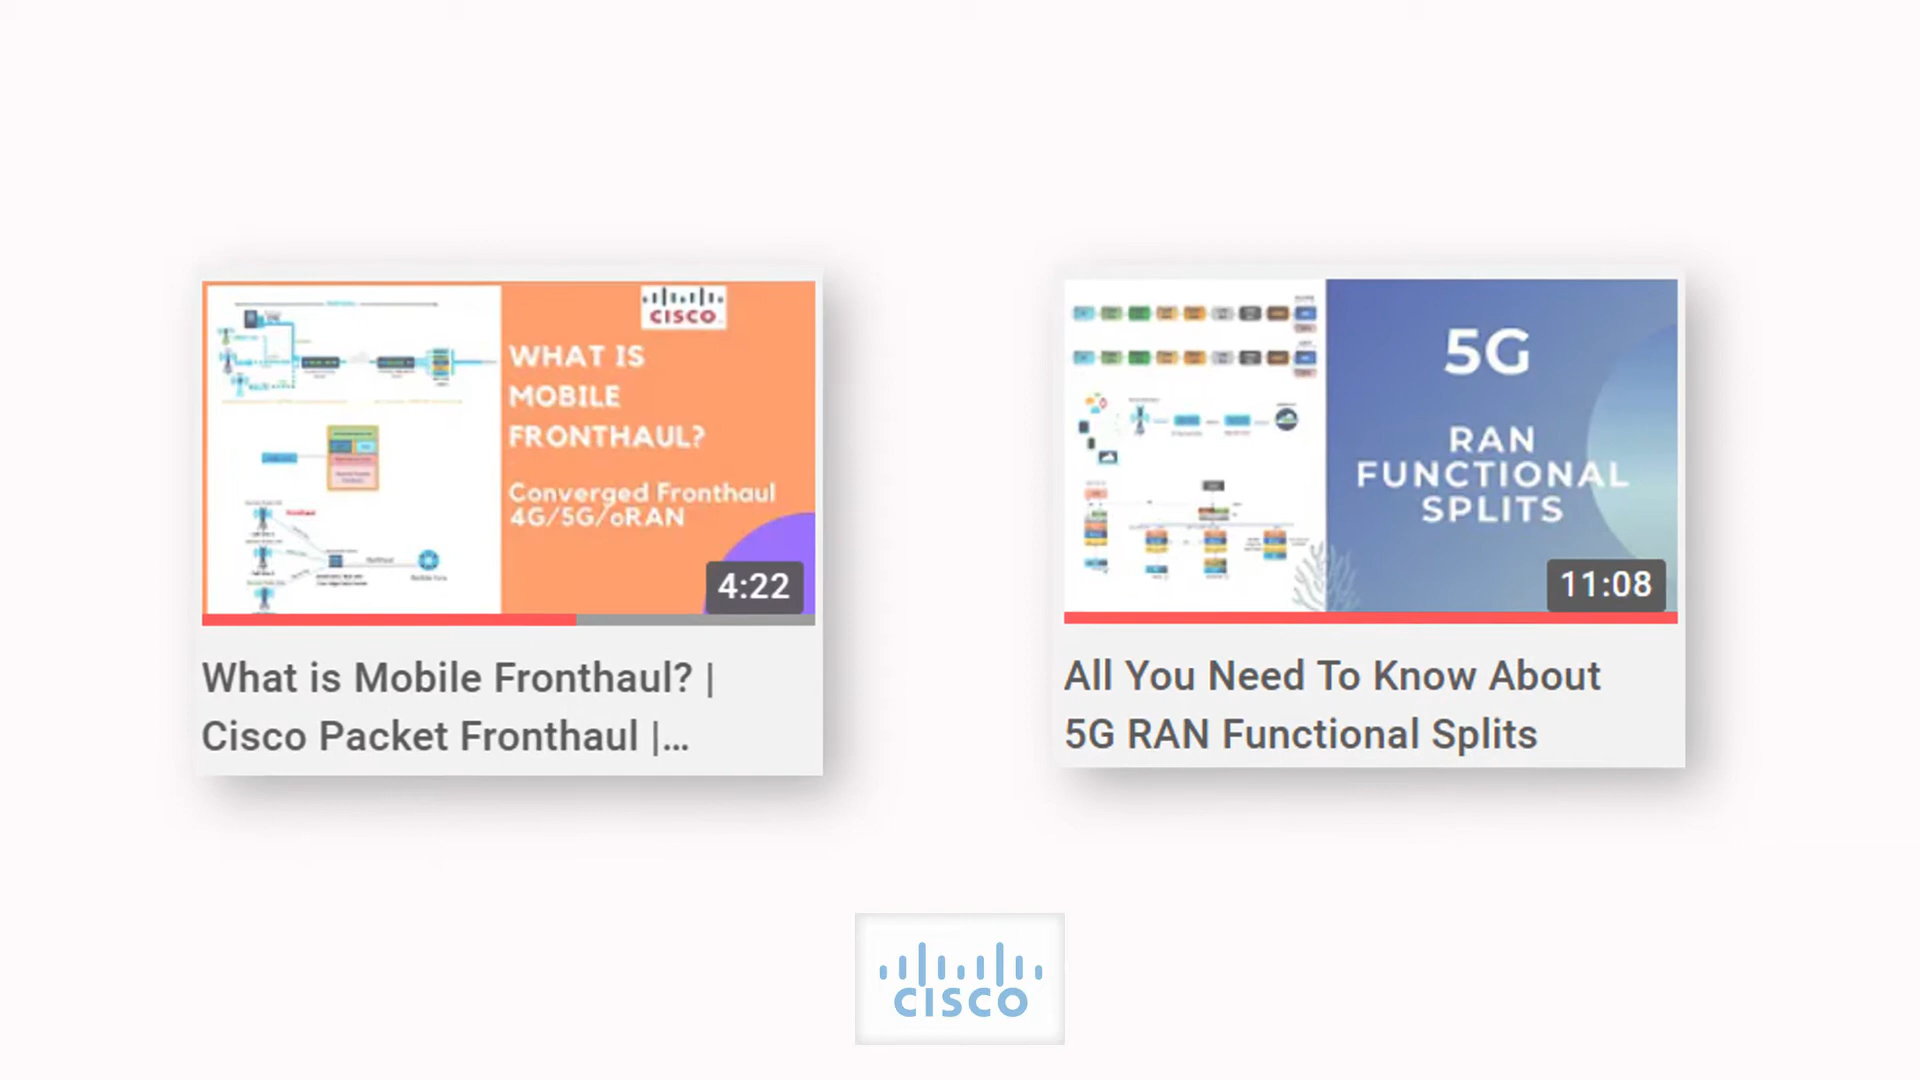 CISCO
WHAT IS
MOBILE
FRONTHAUL?
Converged Fronthaul
4G/5G/oRAN
4:22
What is Mobile Fronthaul? |
Cisco Packet Fronthaul |...
5G
RAN
FUNCTIONAL
SPLITS
11:08
All You Need To Know About
5G RAN Functional Splits
CISCO